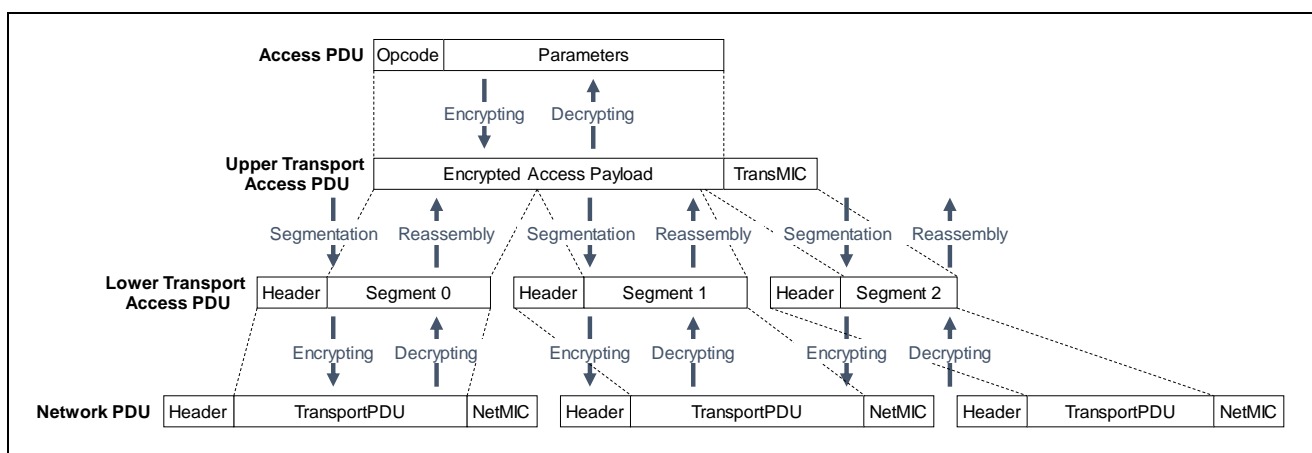 Access PDU Opcode Parameters
Encrypting Decrypting
Upper Transport
Access PDU
Encrypted Access Payload TransMIC
Segmentation Reassembly Segmentation Reassembly Segmentation Reassembly
Lower Transport
Access PDU
Header Segment 0 Header Segment 1 Header Segment 2
Encrypting Decrypting Encrypting Decrypting Encrypting Decrypting
Network PDU Header TransportPDU NetMIC Header TransportPDU NetMIC Header TransportPDU NetMIC